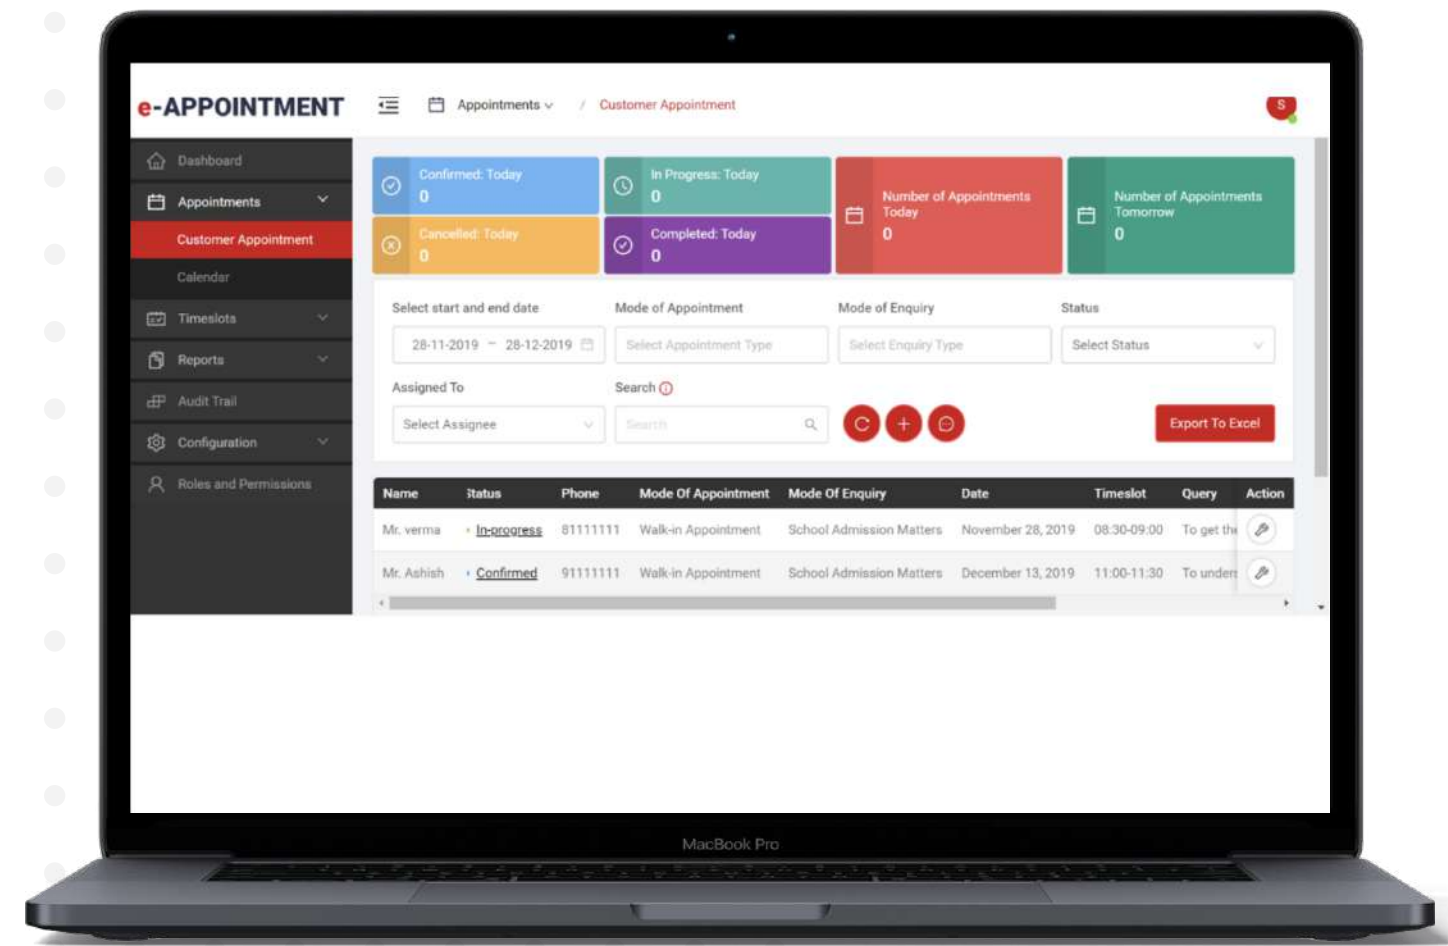 e-APPOINTMENT
Appointments / Customer Appointment
S
Dashboard
Appointments
Customer Appointment
Calendar
Timeslots
Reports
Audit Trail
Configuration
Roles and Permissions
Confirmed: Today
0
In Progress: Today
0
Cancelled: Today
0
Completed: Today
0
Number of Appointments
Today
0
Number of Appointments
Tomorrow
0
Select start and end date
28-11-2019 ~ 28-12-2019
Mode of Appointment
Select Appointment Type
Mode of Enquiry
Select Enquiry Type
Status
Select Status
Assigned To
Select Assignee
Search
Search
Export To Excel
Name Status Phone Mode Of Appointment Mode Of Enquiry Date Timeslot Query Action
Mr. verma In-progress 81111111 Walk-in Appointment School Admission Matters November 28, 2019 08:30-09:00 To get the
Mr. Ashish Confirmed 91111111 Walk-in Appointment School Admission Matters December 13, 2019 11:00-11:30 To unders
MacBook Pro